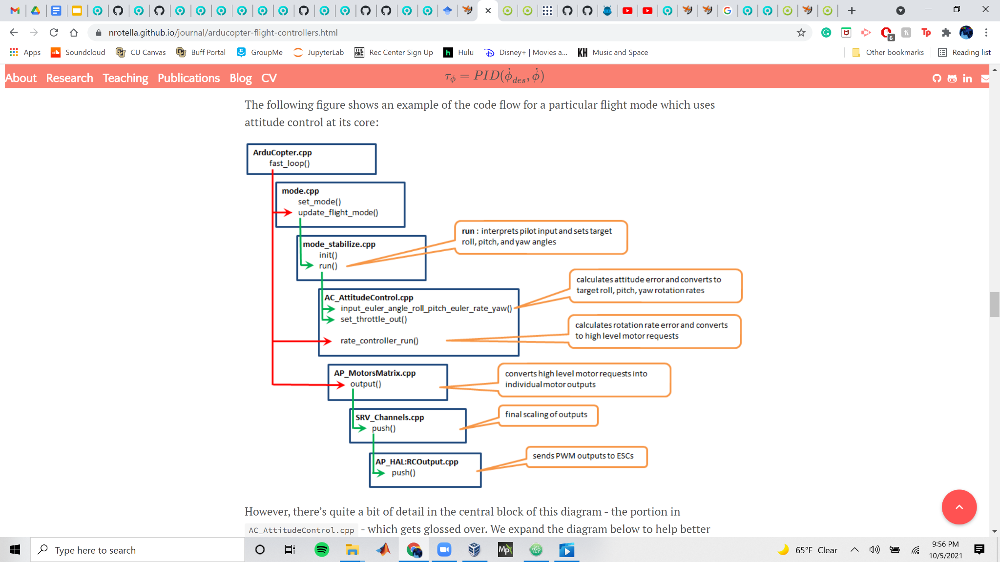 nrotella.github.io/journal/arducopter-flight-controllers.html
6
Apps
Soundcloud
CU Canvas
Buff Portal
GroupMe
JupyterLab
THE REC
Rec Center Sign Up
h
Hulu
Disney+ | Movies a...
KH
Music and Space
Other bookmarks
Reading list
About Research Teaching Publications Blog CV
τ_ϕ = PID(ϕ̇_des, ϕ̇)
in
The following figure shows an example of the code flow for a particular flight mode which uses
attitude control at its core:
ArduCopter.cpp
fast_loop()
mode.cpp
set_mode()
update_flight_mode()
run : interprets pilot input and sets target
roll, pitch, and yaw angles
mode_stabilize.cpp
init()
run()
calculates attitude error and converts to
target roll, pitch, yaw rotation rates
AC_AttitudeControl.cpp
input_euler_angle_roll_pitch_euler_rate_yaw()
set_throttle_out()
calculates rotation rate error and converts
to high level motor requests
rate_controller_run()
AP_MotorsMatrix.cpp
output()
converts high level motor requests into
individual motor outputs
SRV_Channels.cpp
push()
final scaling of outputs
AP_HAL:RCOutput.cpp
push()
sends PWM outputs to ESCs
However, there’s quite a bit of detail in the central block of this diagram - the portion in
AC_AttitudeControl.cpp - which gets glossed over. We expand the diagram below to help better
Type here to search
Mp
65°F Clear
9:56 PM
10/5/2021